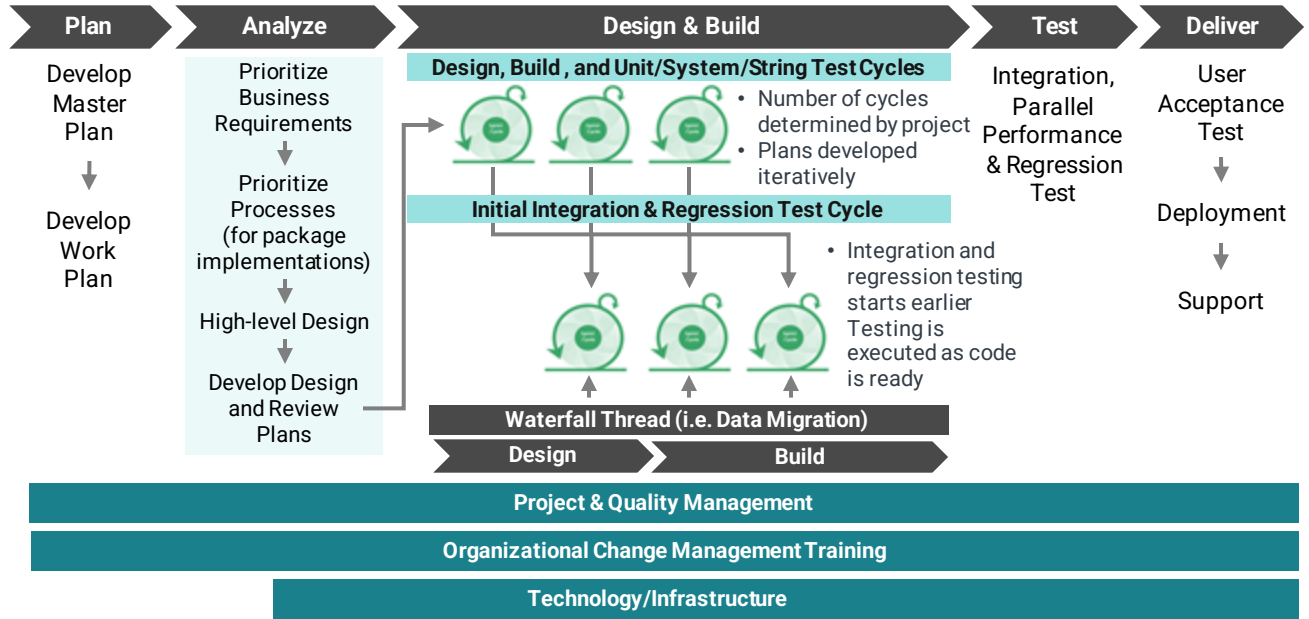 Plan
Analyze
Design & Build
Test
Deliver
Develop
Master
Plan
Develop
Work
Plan
Prioritize
Business
Requirements
Prioritize
Processes
(for package
implementations)
High-level Design
Develop Design
and Review
Plans
Design, Build , and Unit/System/String Test Cycles
• Number of cycles
determined by project
• Plans developed
iteratively
Initial Integration & Regression Test Cycle
• Integration and
regression testing
starts earlier
Testing is
executed as code
is ready
Waterfall Thread (i.e. Data Migration)
Design
Build
Integration,
Parallel
Performance
& Regression
Test
User
Acceptance
Test
Deployment
Support
Project & Quality Management
Organizational Change Management Training
Technology/Infrastructure